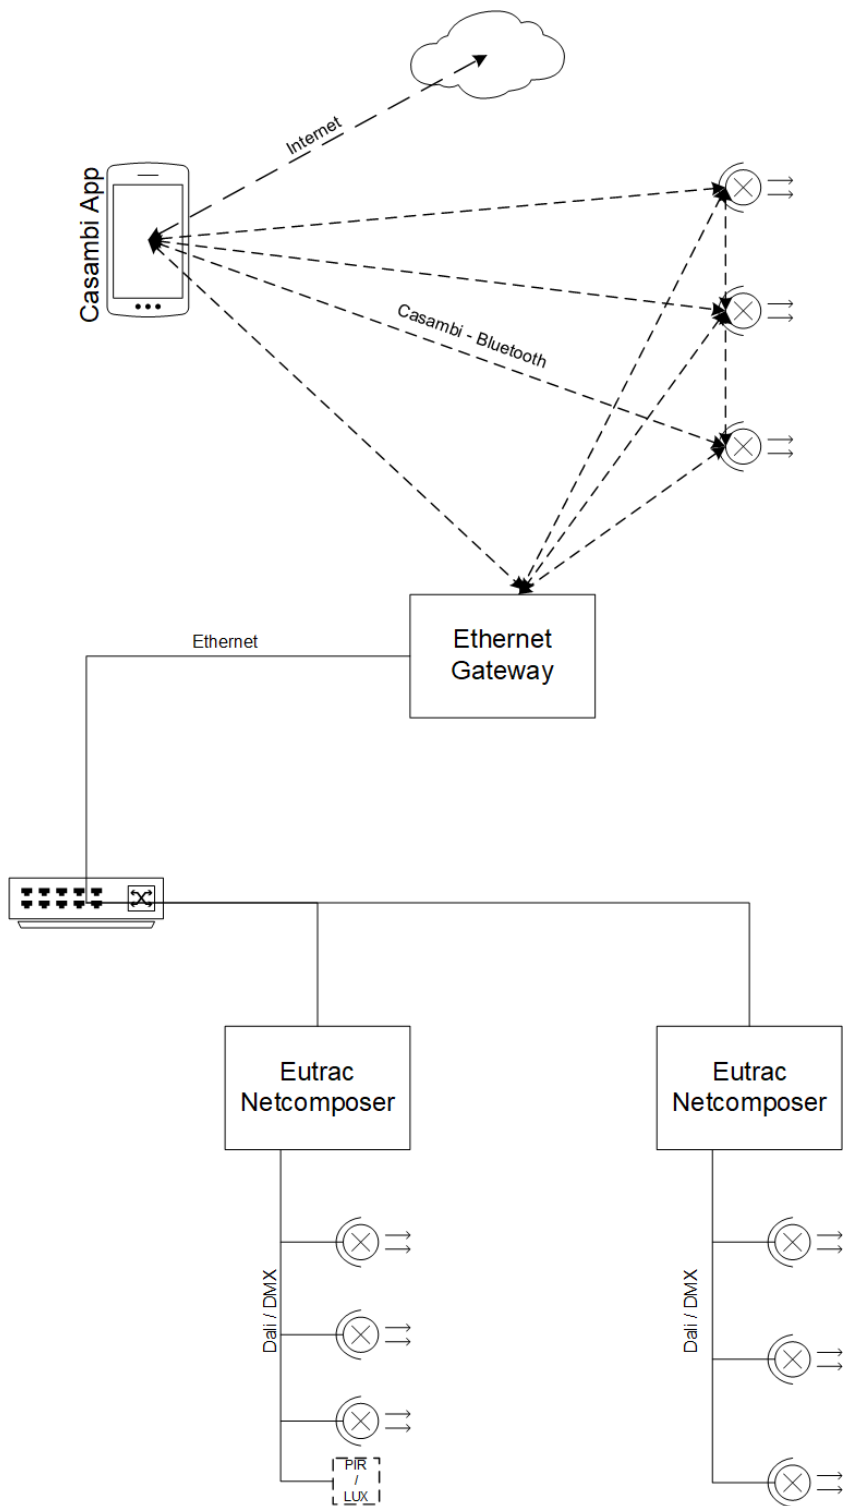 Internet
Casambi App
Casambi - Bluetooth
Ethernet
Gateway
Ethernet
Eutrac
Netcomposer
Eutrac
Netcomposer
Dali / DMX
Dali / DMX
PIR
/
LUX